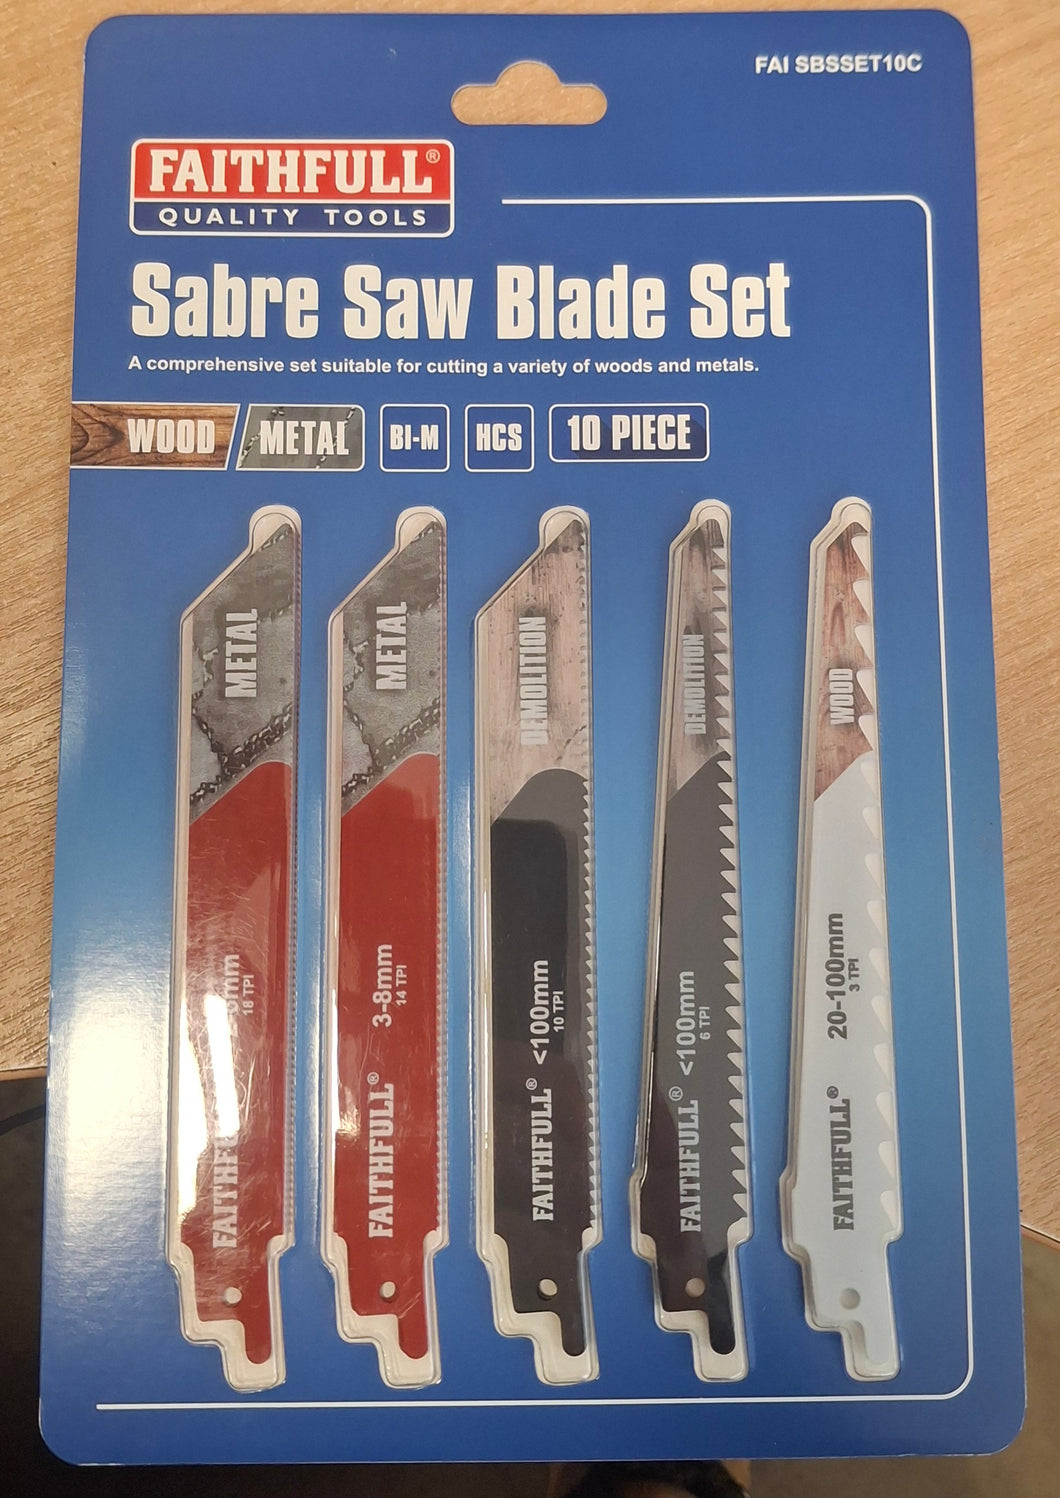 FAI SBSSET10C
FAITHFULL®
QUALITY TOOLS
Sabre Saw Blade Set
A comprehensive set suitable for cutting a variety of woods and metals.
WOOD METAL BI-M HCS 10 PIECE
METAL
18 TPI
METAL
3-8mm
14 TPI
FAITHFULL®
DEMOLITION
<100mm
10 TPI
FAITHFULL®
DEMOLITION
<100mm
6 TPI
FAITHFULL®
WOOD
20-100mm
3 TPI
FAITHFULL®